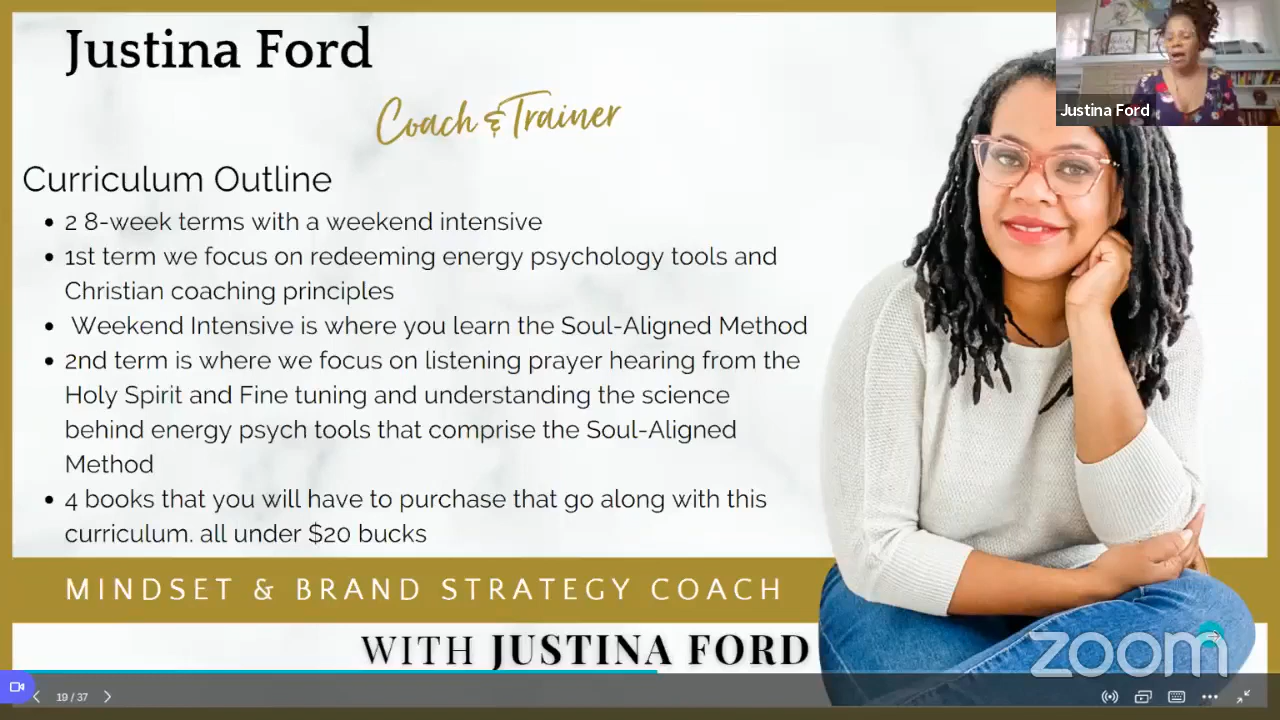 Justina Ford
Coach & Trainer
Justina Ford
Curriculum Outline
• 2 8-week terms with a weekend intensive
• 1st term we focus on redeeming energy psychology tools and
Christian coaching principles
• Weekend Intensive is where you learn the Soul-Aligned Method
• 2nd term is where we focus on listening prayer hearing from the
Holy Spirit and Fine tuning and understanding the science
behind energy psych tools that comprise the Soul-Aligned
Method
• 4 books that you will have to purchase that go along with this
curriculum. all under $20 bucks
MINDSET & BRAND STRATEGY COACH
WITH JUSTINA FORD
zoom
19 / 37